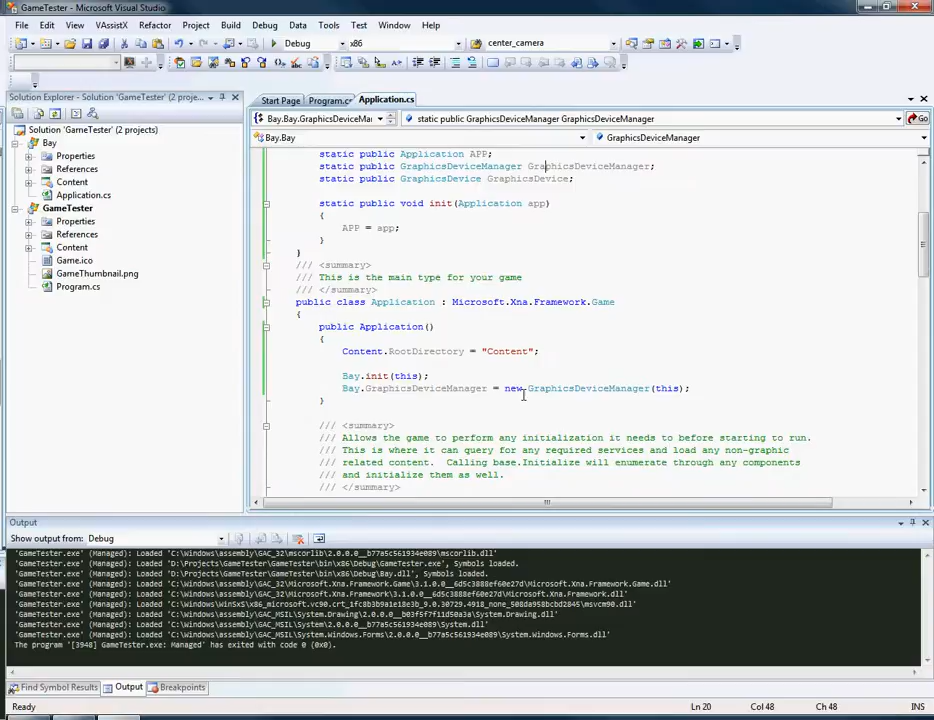 GameTester - Microsoft Visual Studio
File Edit View VAssistX Refactor Project Build Debug Data Tools Test Window Help
Debug x86 center_camera
Solution Explorer - Solution 'GameTester' (2 proje...
Start Page Program.cs Application.cs
Bay.Bay.GraphicsDeviceMar static public GraphicsDeviceManager GraphicsDeviceManager Go
Bay.Bay GraphicsDeviceManager
Solution 'GameTester' (2 projects)
Bay
Properties
References
Content
Application.cs
GameTester
Properties
References
Content
Game.ico
GameThumbnail.png
Program.cs
static public Application APP;
static public GraphicsDeviceManager GraphicsDeviceManager;
static public GraphicsDevice GraphicsDevice;
static public void init(Application app)
{
APP = app;
}
}
/// <summary>
/// This is the main type for your game
/// </summary>
public class Application : Microsoft.Xna.Framework.Game
{
public Application()
{
Content.RootDirectory = "Content";
Bay.init(this);
Bay.GraphicsDeviceManager = new GraphicsDeviceManager(this);
}
/// <summary>
/// Allows the game to perform any initialization it needs to before starting to run.
/// This is where it can query for any required services and load any non-graphic
/// related content.  Calling base.Initialize will enumerate through any components
/// and initialize them as well.
/// </summary>
Output
Show output from: Debug
'GameTester.exe' (Managed): Loaded 'C:\Windows\assembly\GAC_32\mscorlib\2.0.0.0__b77a5c561934e089\mscorlib.dll'
'GameTester.exe' (Managed): Loaded 'D:\Projects\GameTester\GameTester\bin\x86\Debug\GameTester.exe', Symbols loaded.
'GameTester.exe' (Managed): Loaded 'D:\Projects\GameTester\GameTester\bin\x86\Debug\Bay.dll', Symbols loaded.
'GameTester.exe' (Managed): Loaded 'C:\Windows\assembly\GAC_32\Microsoft.Xna.Framework.Game\3.1.0.0__6d5c3888ef60e27d\Microsoft.Xna.Framework.Game.dll'
'GameTester.exe' (Managed): Loaded 'C:\Windows\assembly\GAC_32\Microsoft.Xna.Framework\3.1.0.0__6d5c3888ef60e27d\Microsoft.Xna.Framework.dll'
'GameTester.exe' (Managed): Loaded 'C:\Windows\WinSxS\x86_microsoft.vc90.crt_1fc8b3b9a1e18e3b_9.0.30729.4918_none_508da958bcbd2845\msvcm90.dll'
'GameTester.exe' (Managed): Loaded 'C:\Windows\assembly\GAC_MSIL\System.Drawing\2.0.0.0__b03f5f7f11d50a3a\System.Drawing.dll'
'GameTester.exe' (Managed): Loaded 'C:\Windows\assembly\GAC_MSIL\System\2.0.0.0__b77a5c561934e089\System.dll'
'GameTester.exe' (Managed): Loaded 'C:\Windows\assembly\GAC_MSIL\System.Windows.Forms\2.0.0.0__b77a5c561934e089\System.Windows.Forms.dll'
The program '[3948] GameTester.exe: Managed' has exited with code 0 (0x0).
Find Symbol Results Output Breakpoints
Ready Ln 20 Col 48 Ch 48 INS